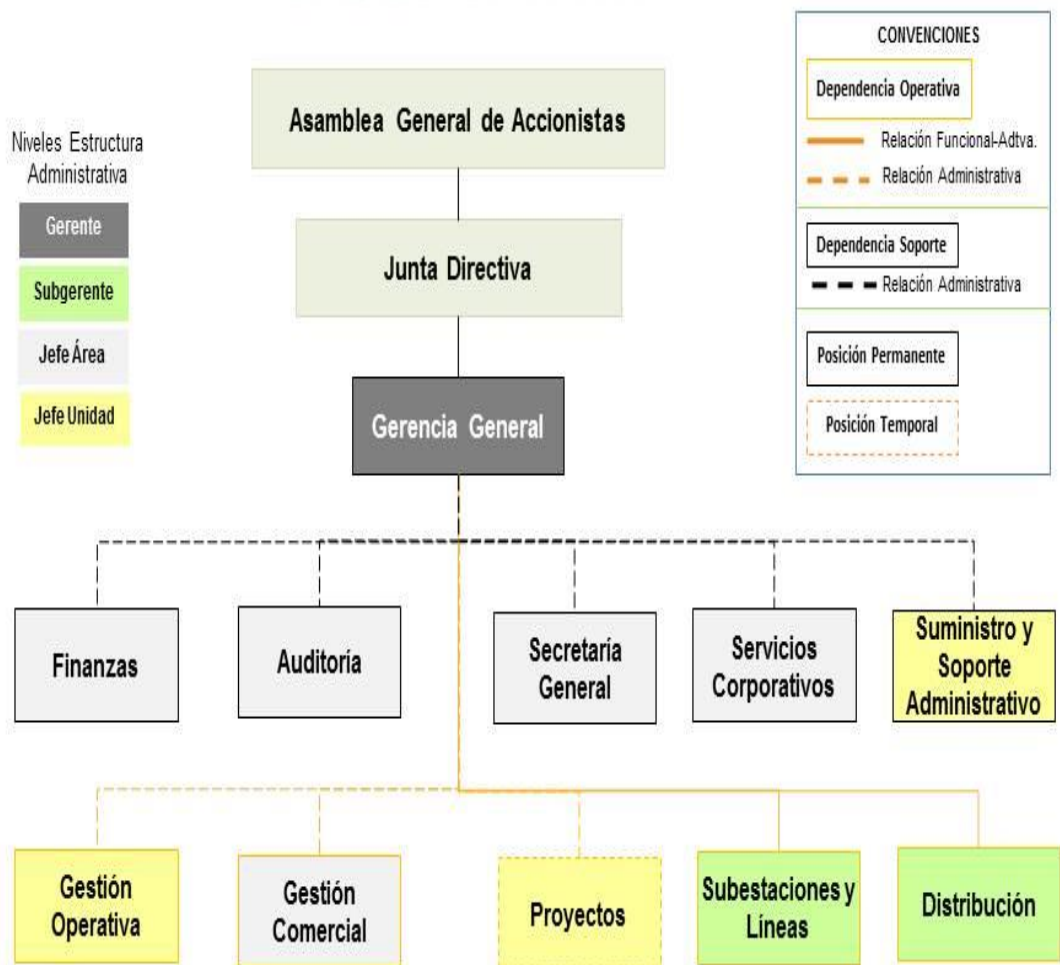 CONVENCIONES
Dependencia Operativa
Relación Funcional-Adtva.
Relación Administrativa
Dependencia Soporte
Relación Administrativa
Posición Permanente
Posición Temporal
Niveles Estructura
Administrativa
Gerente
Subgerente
Jefe Área
Jefe Unidad
Asamblea General de Accionistas
Junta Directiva
Gerencia General
Finanzas
Auditoría
Secretaría
General
Servicios
Corporativos
Suministro y
Soporte
Administrativo
Gestión
Operativa
Gestión
Comercial
Proyectos
Subestaciones y
Líneas
Distribución